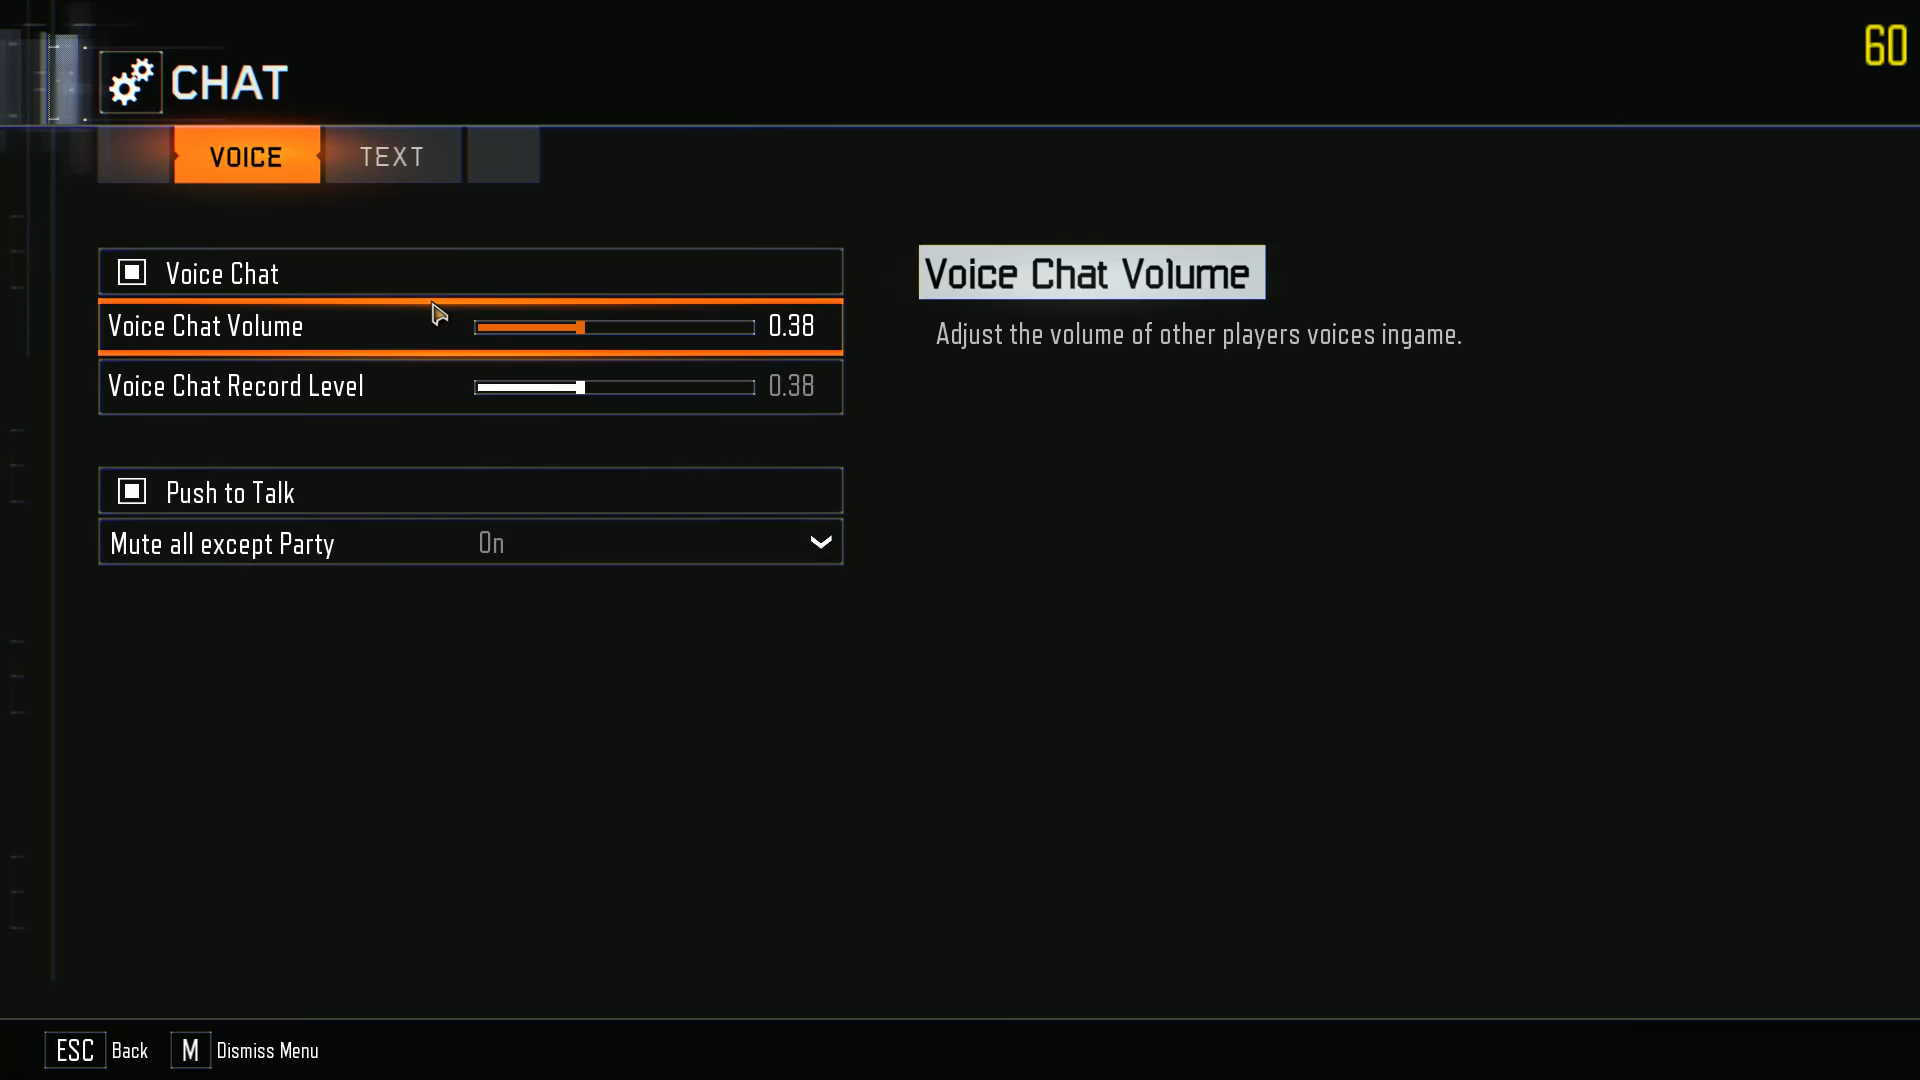 60
CHAT
VOICE
TEXT
Voice Chat
Voice Chat Volume 0.38
Voice Chat Record Level 0.38
Push to Talk
Mute all except Party On
Voice Chat Volume
Adjust the volume of other players voices ingame.
ESC Back M Dismiss Menu